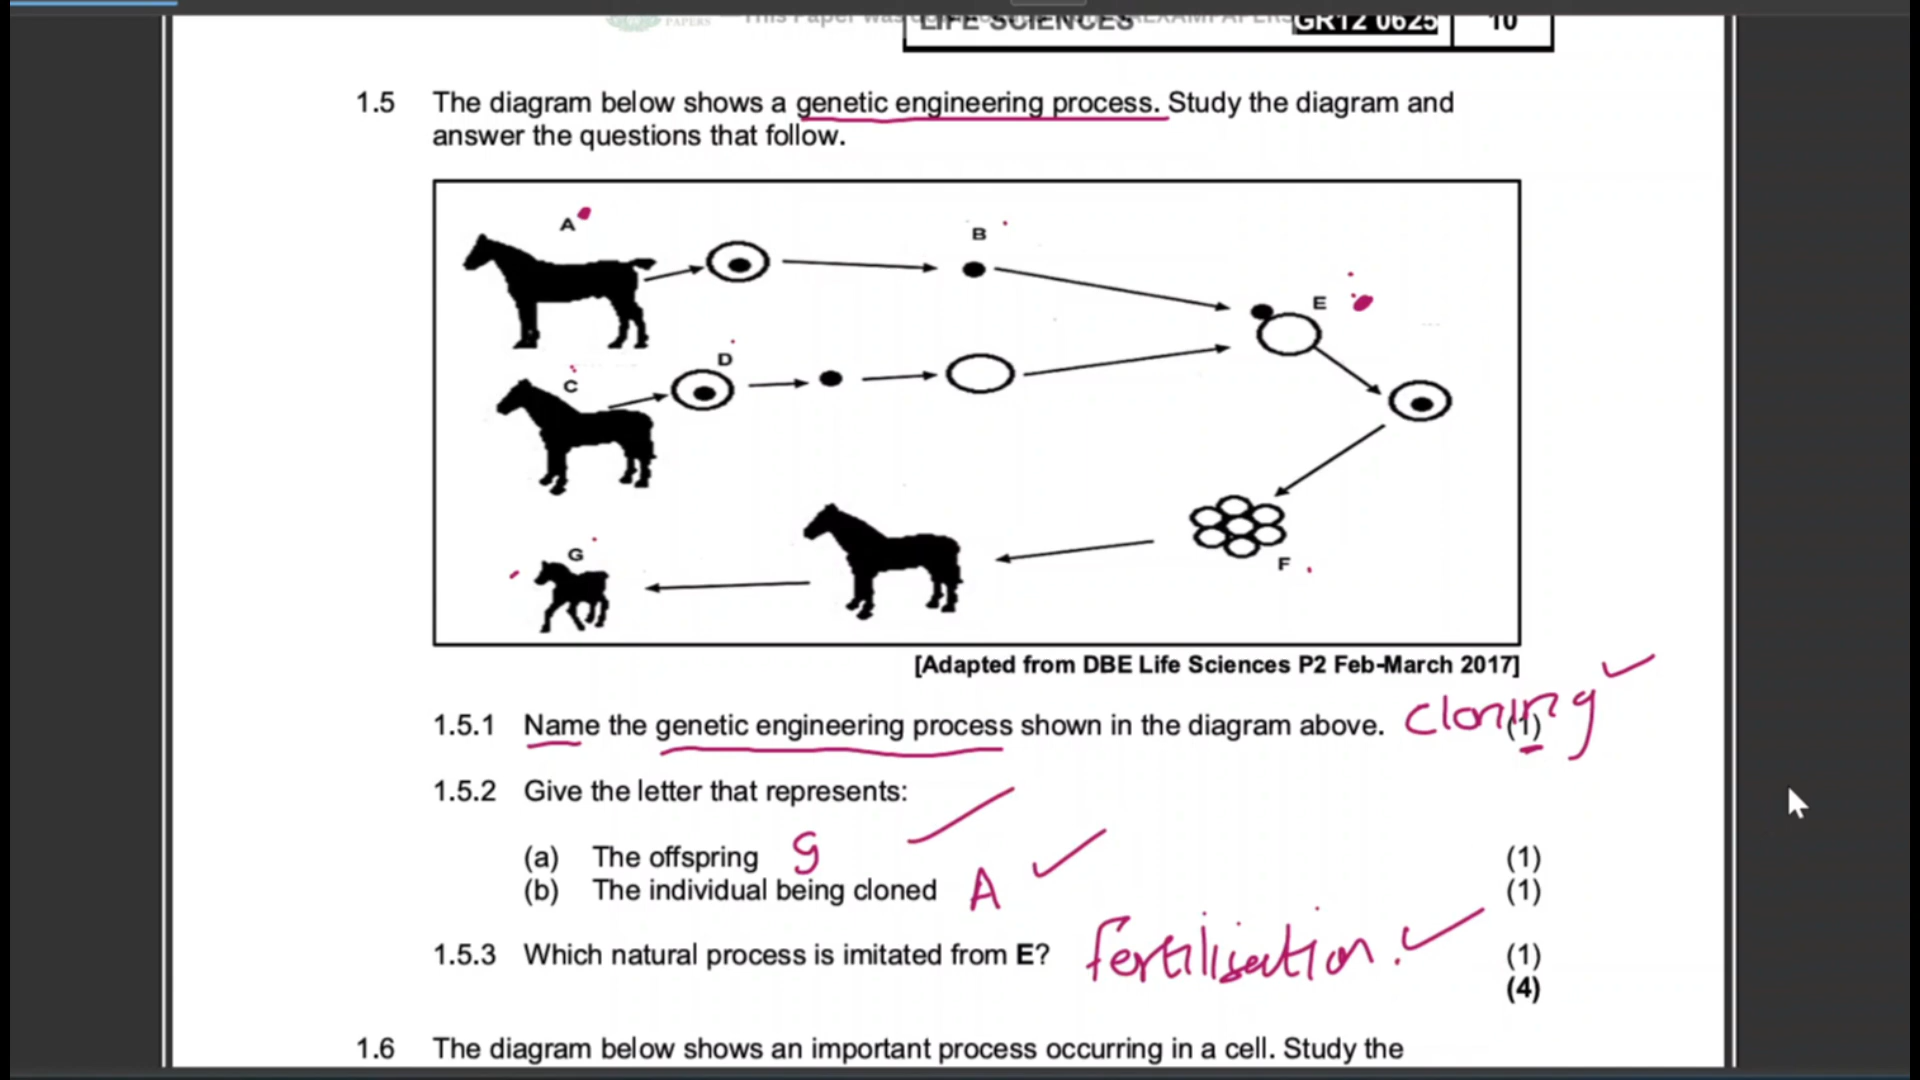 PAPERS
LIFE SCIENCES GR12 0625 10
1.5 The diagram below shows a genetic engineering process. Study the diagram and
answer the questions that follow.
A
B
E
D
C
G
F
[Adapted from DBE Life Sciences P2 Feb-March 2017]
1.5.1 Name the genetic engineering process shown in the diagram above. cloning (1)
1.5.2 Give the letter that represents:
(a) The offspring G (1)
(b) The individual being cloned A (1)
1.5.3 Which natural process is imitated from E? fertilisation. (1)
(4)
1.6 The diagram below shows an important process occurring in a cell. Study the